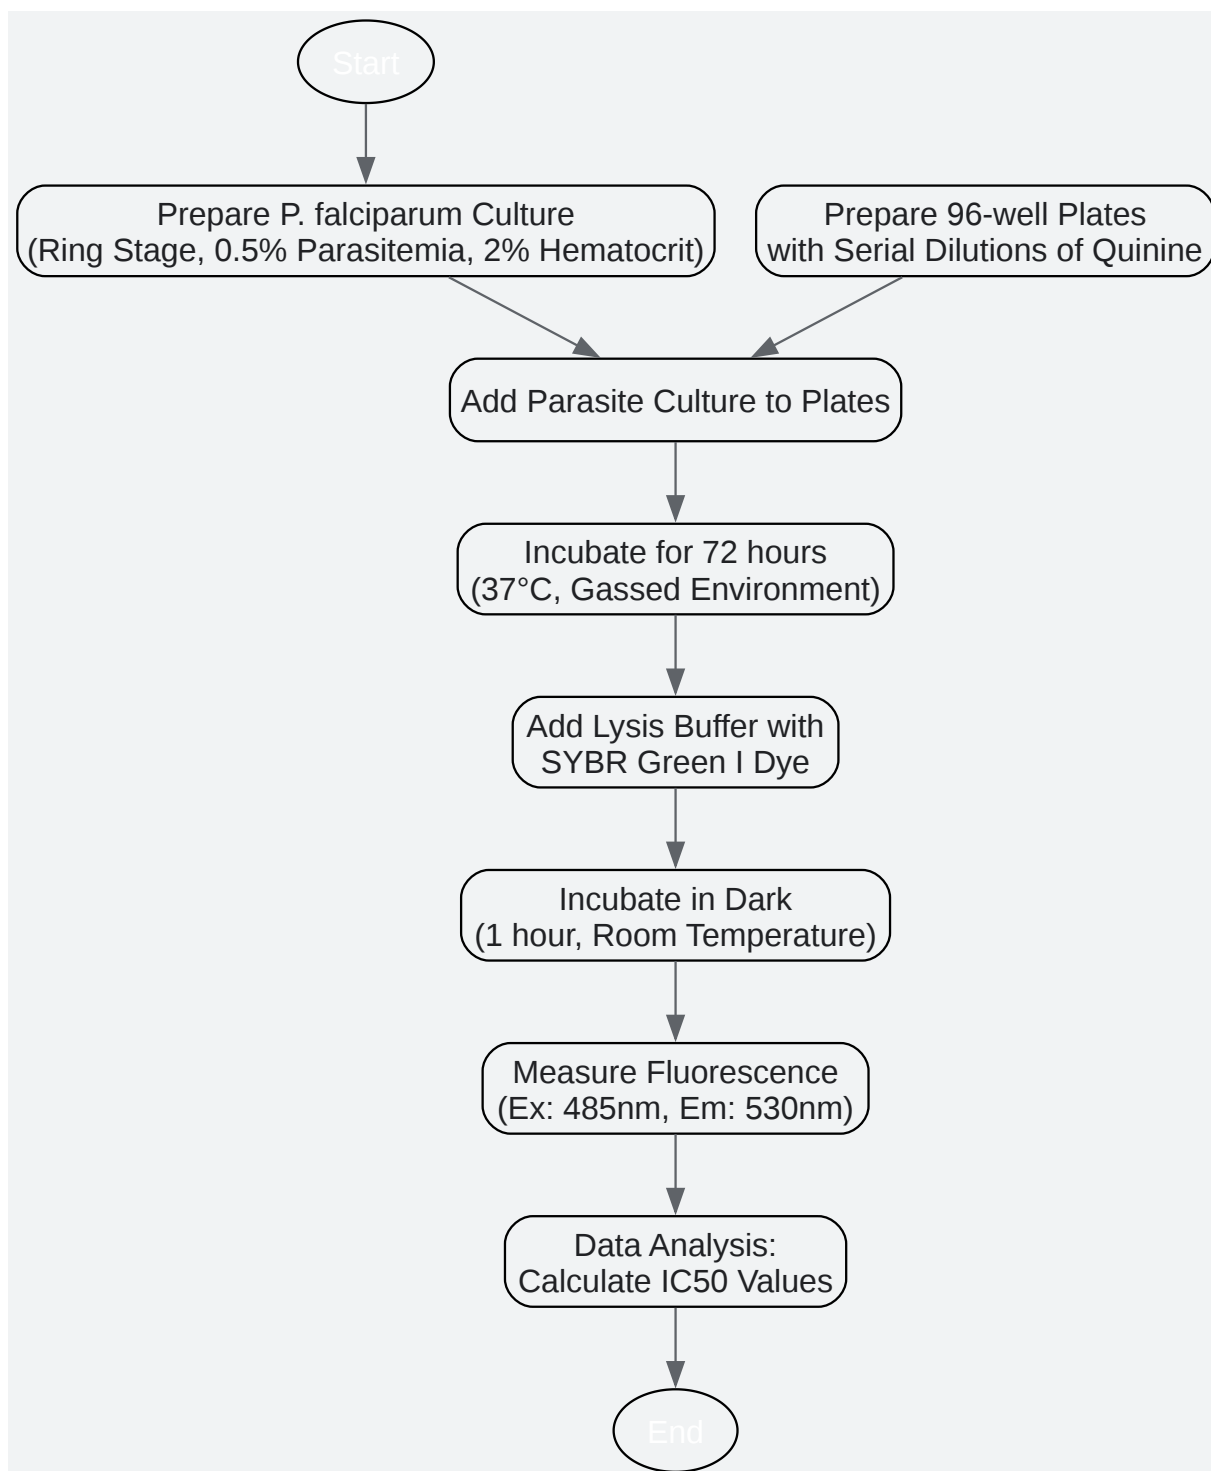 Start
Prepare P. falciparum Culture
(Ring Stage, 0.5% Parasitemia, 2% Hematocrit)
Prepare 96-well Plates
with Serial Dilutions of Quinine
Add Parasite Culture to Plates
Incubate for 72 hours
(37°C, Gassed Environment)
Add Lysis Buffer with
SYBR Green I Dye
Incubate in Dark
(1 hour, Room Temperature)
Measure Fluorescence
(Ex: 485nm, Em: 530nm)
Data Analysis:
Calculate IC50 Values
End